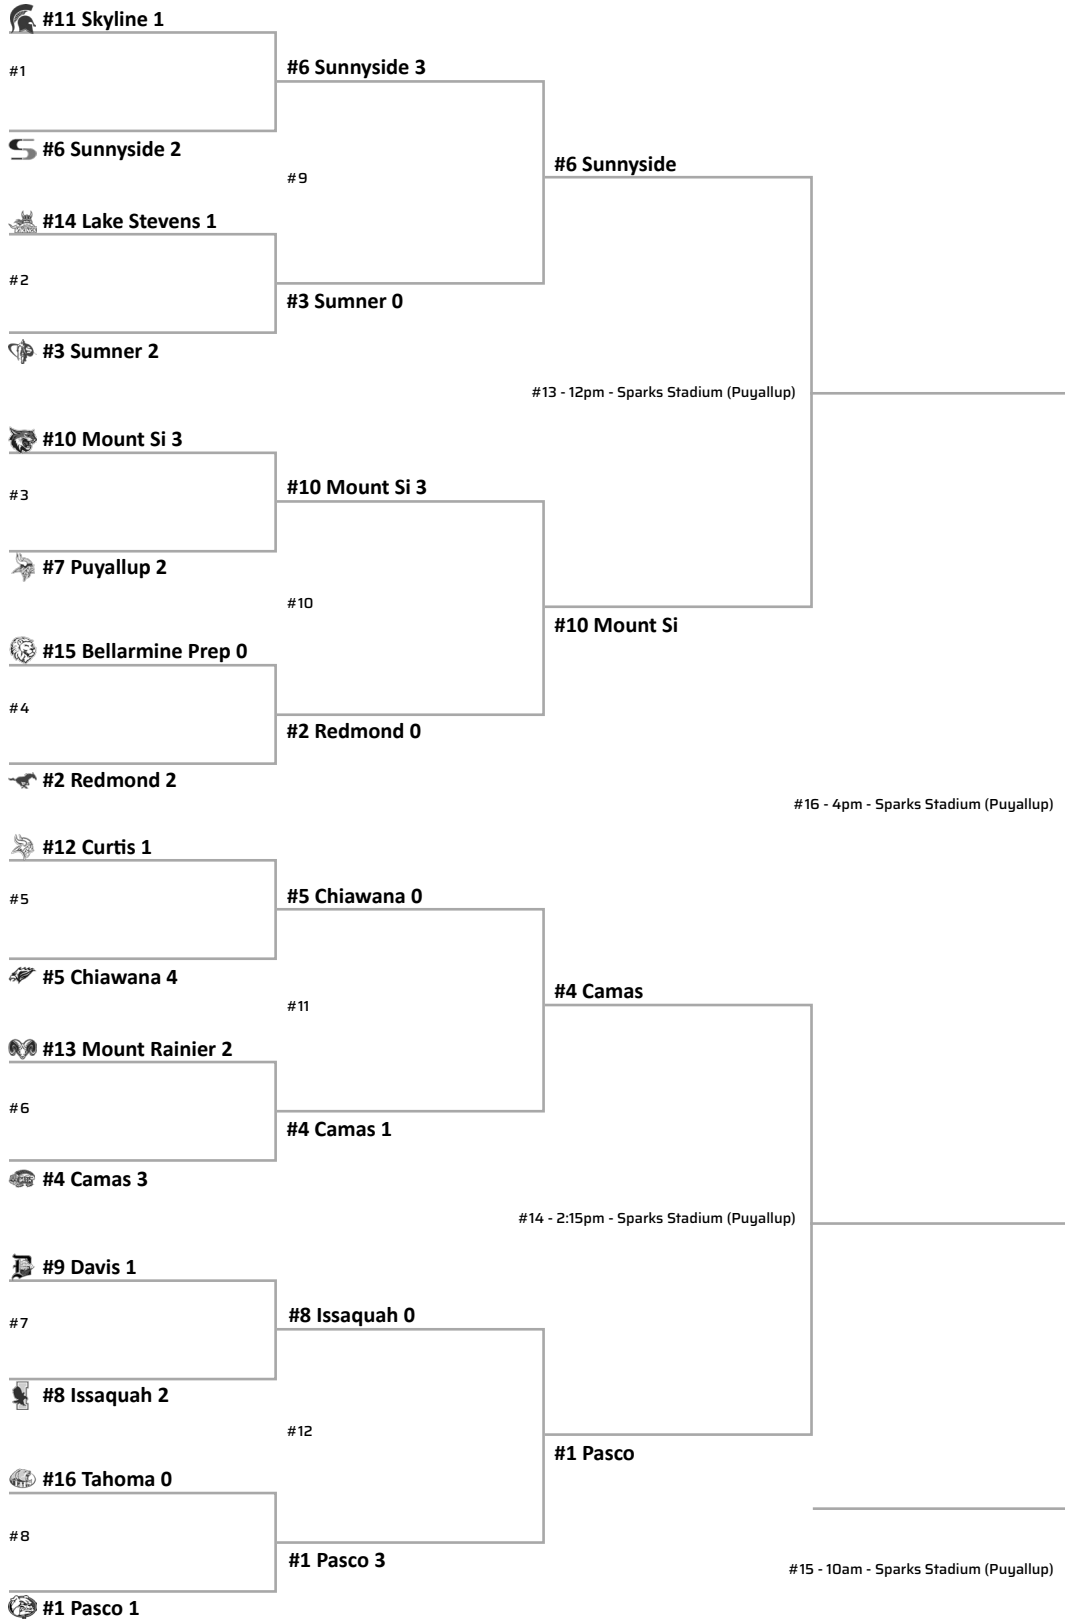 #11 Skyline 1
#1
#6 Sunnyside 3
#6 Sunnyside 2
#9
#6 Sunnyside
#14 Lake Stevens 1
#2
#3 Sumner 0
#3 Sumner 2
#13 - 12pm - Sparks Stadium (Puyallup)
#10 Mount Si 3
#3
#10 Mount Si 3
#7 Puyallup 2
#10
#10 Mount Si
#15 Bellarmine Prep 0
#4
#2 Redmond 0
#2 Redmond 2
#16 - 4pm - Sparks Stadium (Puyallup)
#12 Curtis 1
#5
#5 Chiawana 0
#5 Chiawana 4
#11
#4 Camas
#13 Mount Rainier 2
#6
#4 Camas 1
#4 Camas 3
#14 - 2:15pm - Sparks Stadium (Puyallup)
#9 Davis 1
#7
#8 Issaquah 0
#8 Issaquah 2
#12
#1 Pasco
#16 Tahoma 0
#8
#1 Pasco 3
#15 - 10am - Sparks Stadium (Puyallup)
#1 Pasco 1